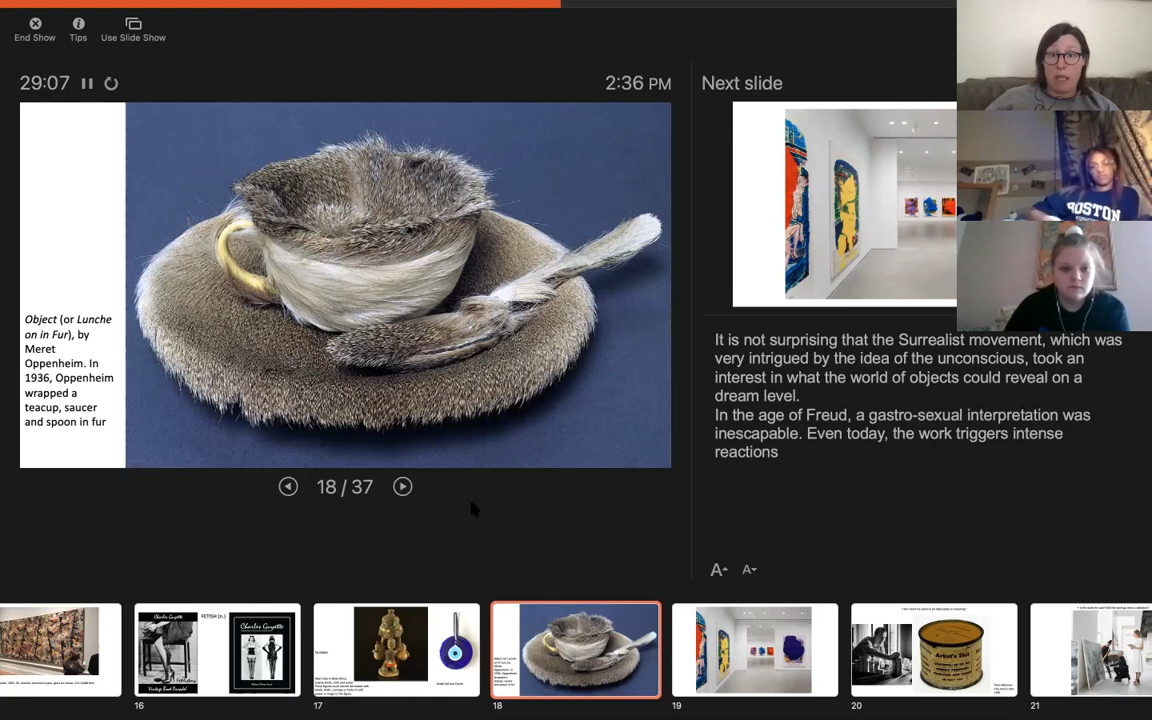 End Show
Tips
Use Slide Show
29:07
2:36 PM
Next slide
Object (or Lunche
on in Fur), by
Meret
Oppenheim. In
1936, Oppenheim
wrapped a
teacup, saucer
and spoon in fur
BOSTON
18 / 37
It is not surprising that the Surrealist movement, which was
very intrigued by the idea of the unconscious, took an
interest in what the world of objects could reveal on a
dream level.
In the age of Freud, a gastro-sexual interpretation was
inescapable. Even today, the work triggers intense
reactions
A
A
Charles Guyette
FETISH (n.)
Charles Guyette
Artist's Shit
16
17
18
19
20
21